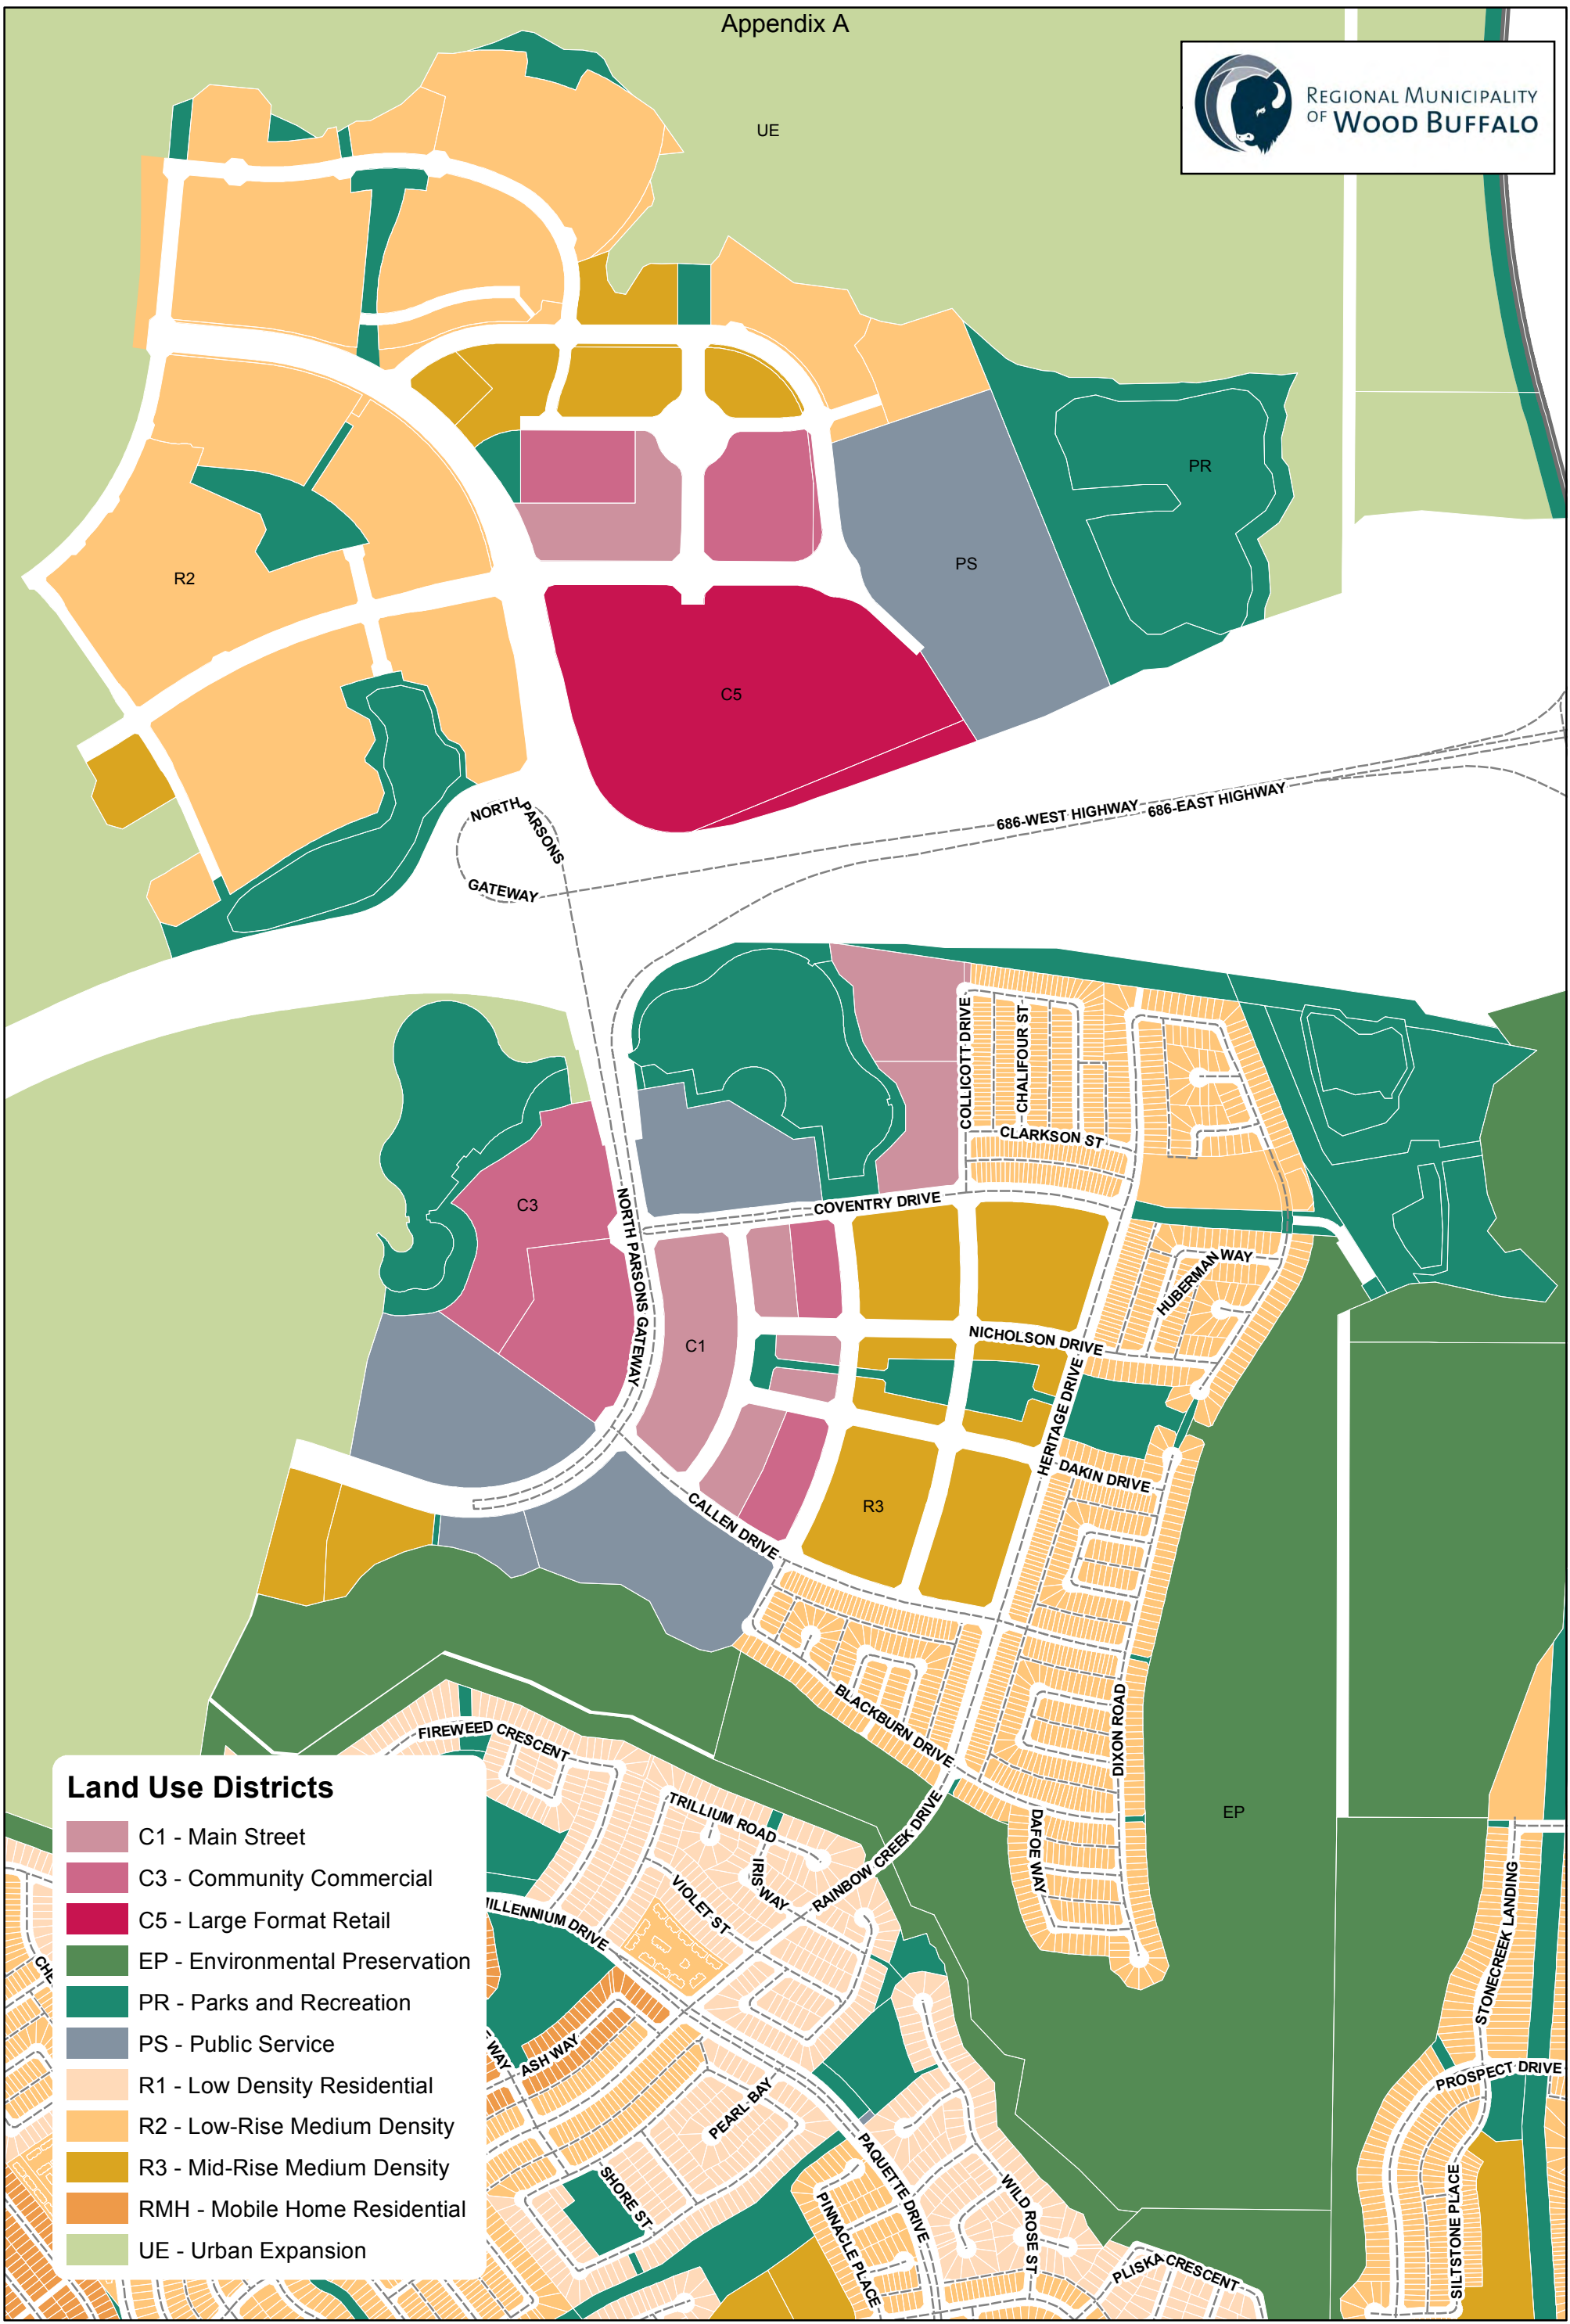 Appendix A
REGIONAL MUNICIPALITY
OF WOOD BUFFALO
UE
PR
PS
R2
C5
NORTH PARSONS GATEWAY
686-WEST HIGHWAY
686-EAST HIGHWAY
COLLICOTT DRIVE
CHALIFOUR ST
CLARKSON ST
COVENTRY DRIVE
C3
NORTH PARSONS GATEWAY
HUBERMAN WAY
C1
NICHOLSON DRIVE
HERITAGE DRIVE
DAKIN DRIVE
R3
CALLEN DRIVE
BLACKBURN DRIVE
DIXON ROAD
FIREWEED CRESCENT
TRILLIUM ROAD
EP
DAFOE WAY
RAINBOW CREEK DRIVE
IRIS WAY
VIOLET ST
STONECREEK LANDING
Land Use Districts
C1 - Main Street
C3 - Community Commercial
C5 - Large Format Retail
EP - Environmental Preservation
PR - Parks and Recreation
PS - Public Service
R1 - Low Density Residential
R2 - Low-Rise Medium Density
R3 - Mid-Rise Medium Density
RMH - Mobile Home Residential
UE - Urban Expansion
DRIVE
WAY
ASH WAY
PEARL BAY
PROSPECT DRIVE
SHORE ST
PAQUETTE DRIVE
PINNACLE PLACE
WILD ROSE ST
PLISKA CRESCENT
SILTSTONE PLACE